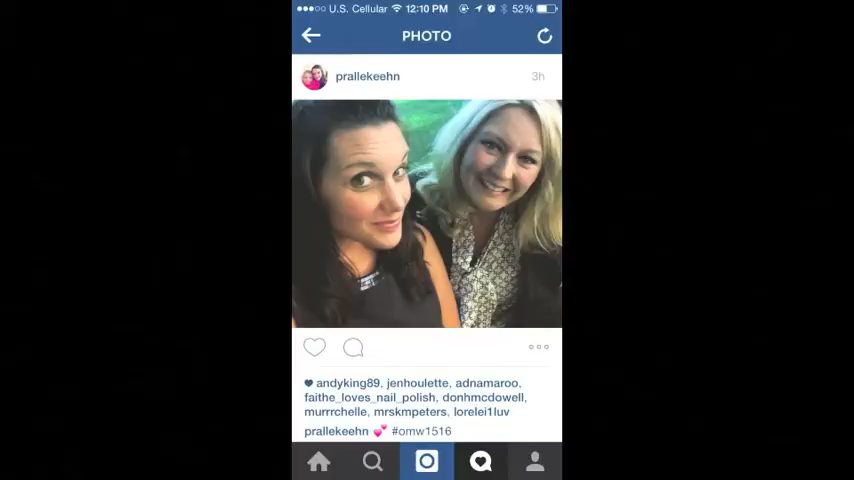 U.S. Cellular 12:10 PM 52%
PHOTO
prallekeehn 3h
andyking89, jenhoulette, adnamaroo,
faithe_loves_nail_polish, donhmcdowell,
murrrchelle, mrskmpeters, lorelei1luv
prallekeehn 💕 #omw1516